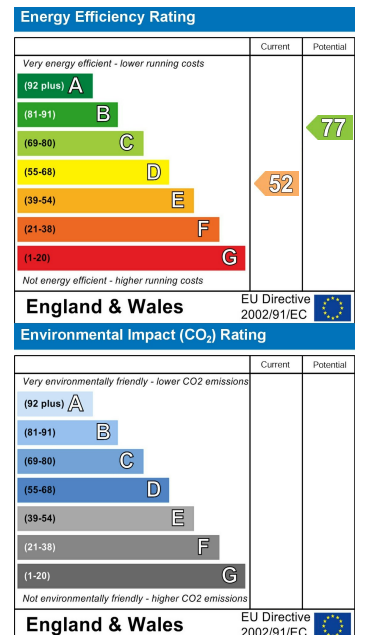 Energy Efficiency Rating
Current Potential
Very energy efficient - lower running costs
(92 plus) A
(81-91) B
77
(69-80) C
(55-68) D
52
(39-54) E
(21-38) F
(1-20) G
Not energy efficient - higher running costs
England & Wales
EU Directive
2002/91/EC
Environmental Impact (CO₂) Rating
Current Potential
Very environmentally friendly - lower CO2 emissions
(92 plus) A
(81-91) B
(69-80) C
(55-68) D
(39-54) E
(21-38) F
(1-20) G
Not environmentally friendly - higher CO2 emissions
England & Wales
EU Directive
2002/91/EC